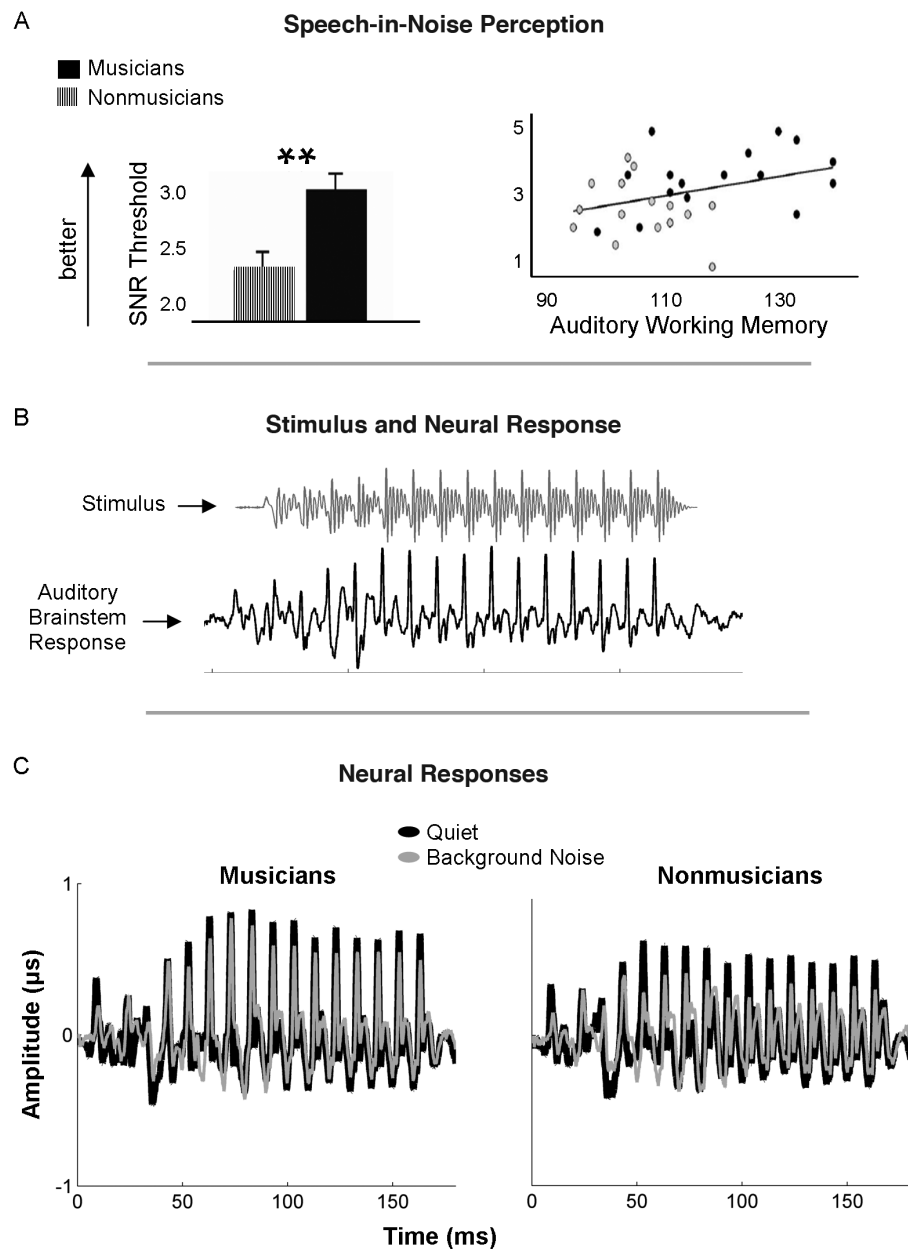 A
Speech-in-Noise Perception
Musicians
Nonmusicians
better
SNR Threshold
**
3.0
2.5
2.0
5
3
1
90 110 130
Auditory Working Memory
B
Stimulus and Neural Response
Stimulus
Auditory
Brainstem
Response
C
Neural Responses
Quiet
Background Noise
Musicians
Nonmusicians
Amplitude (µs)
1
0
-1
0 50 100 150
0 50 100 150
Time (ms)